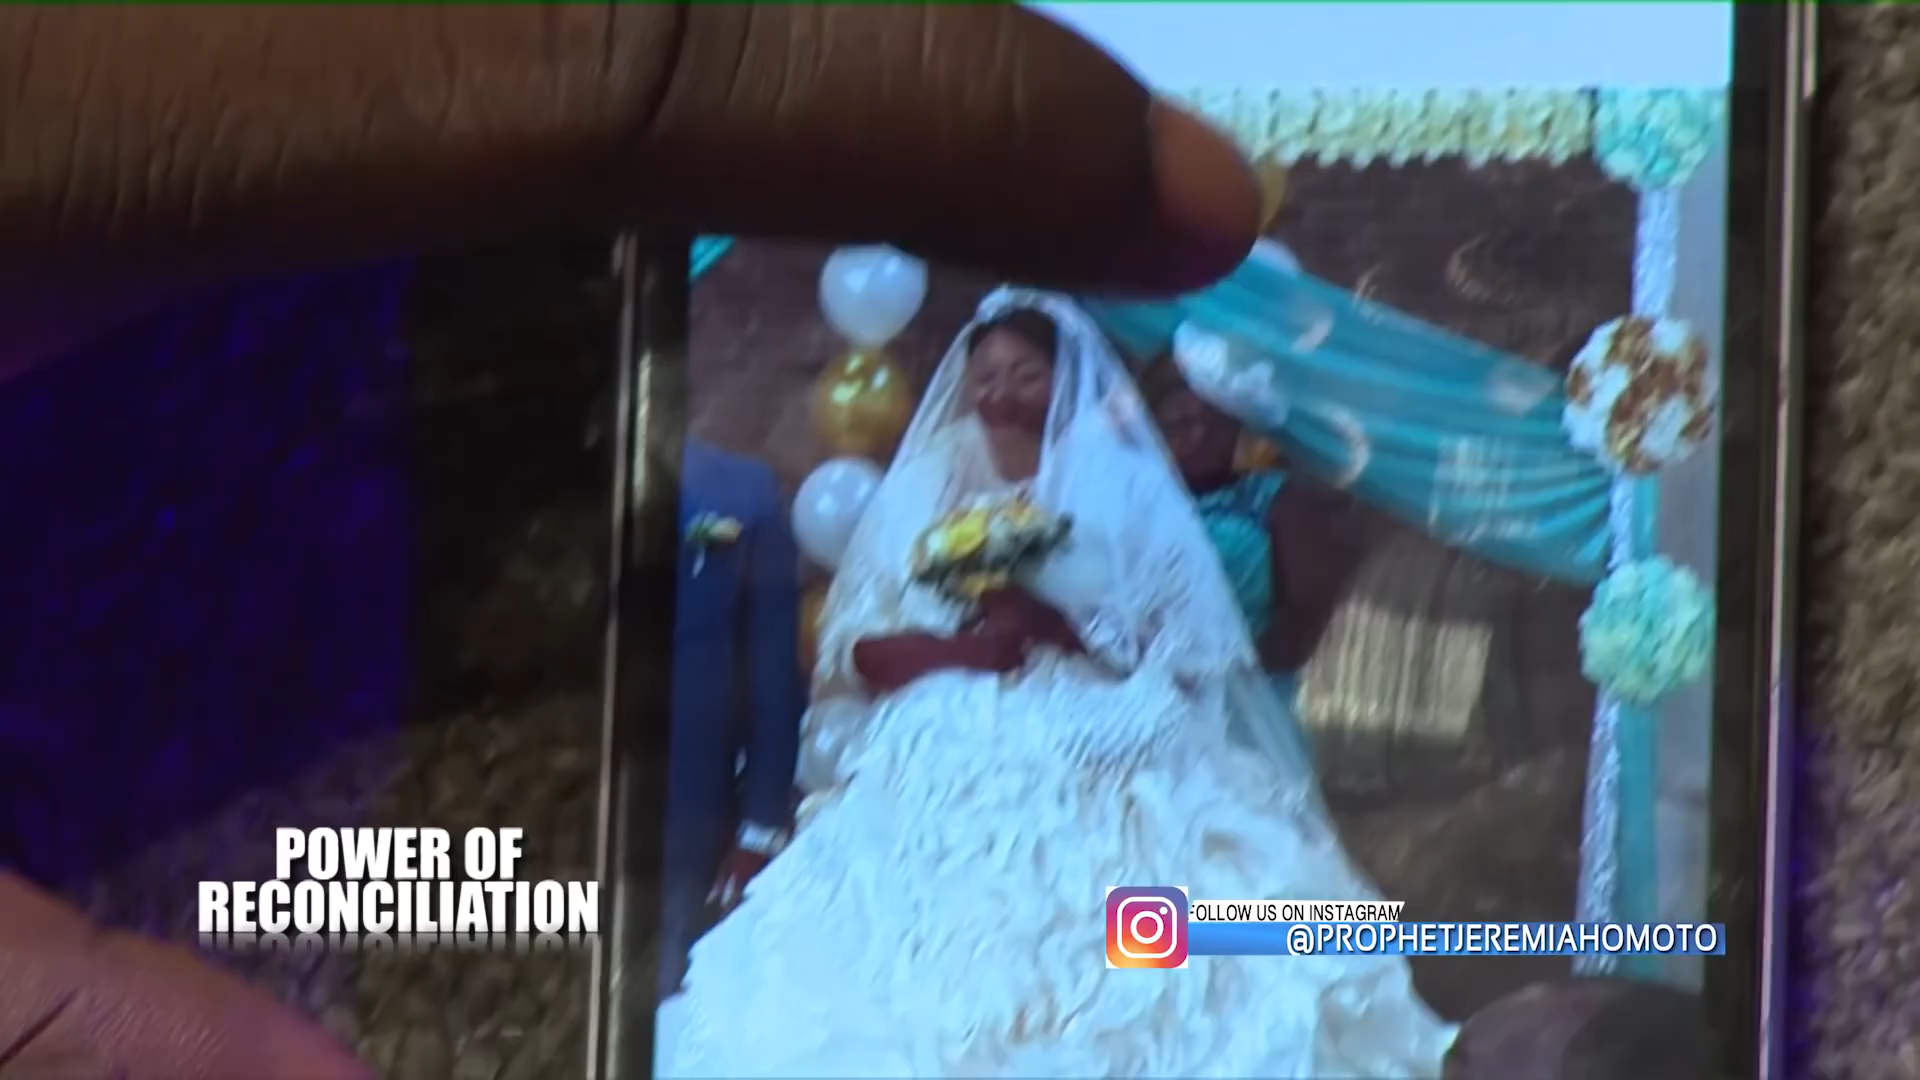 POWER OF
RECONCILIATION
FOLLOW US ON INSTAGRAM
@PROPHETJEREMIAHOMOTO